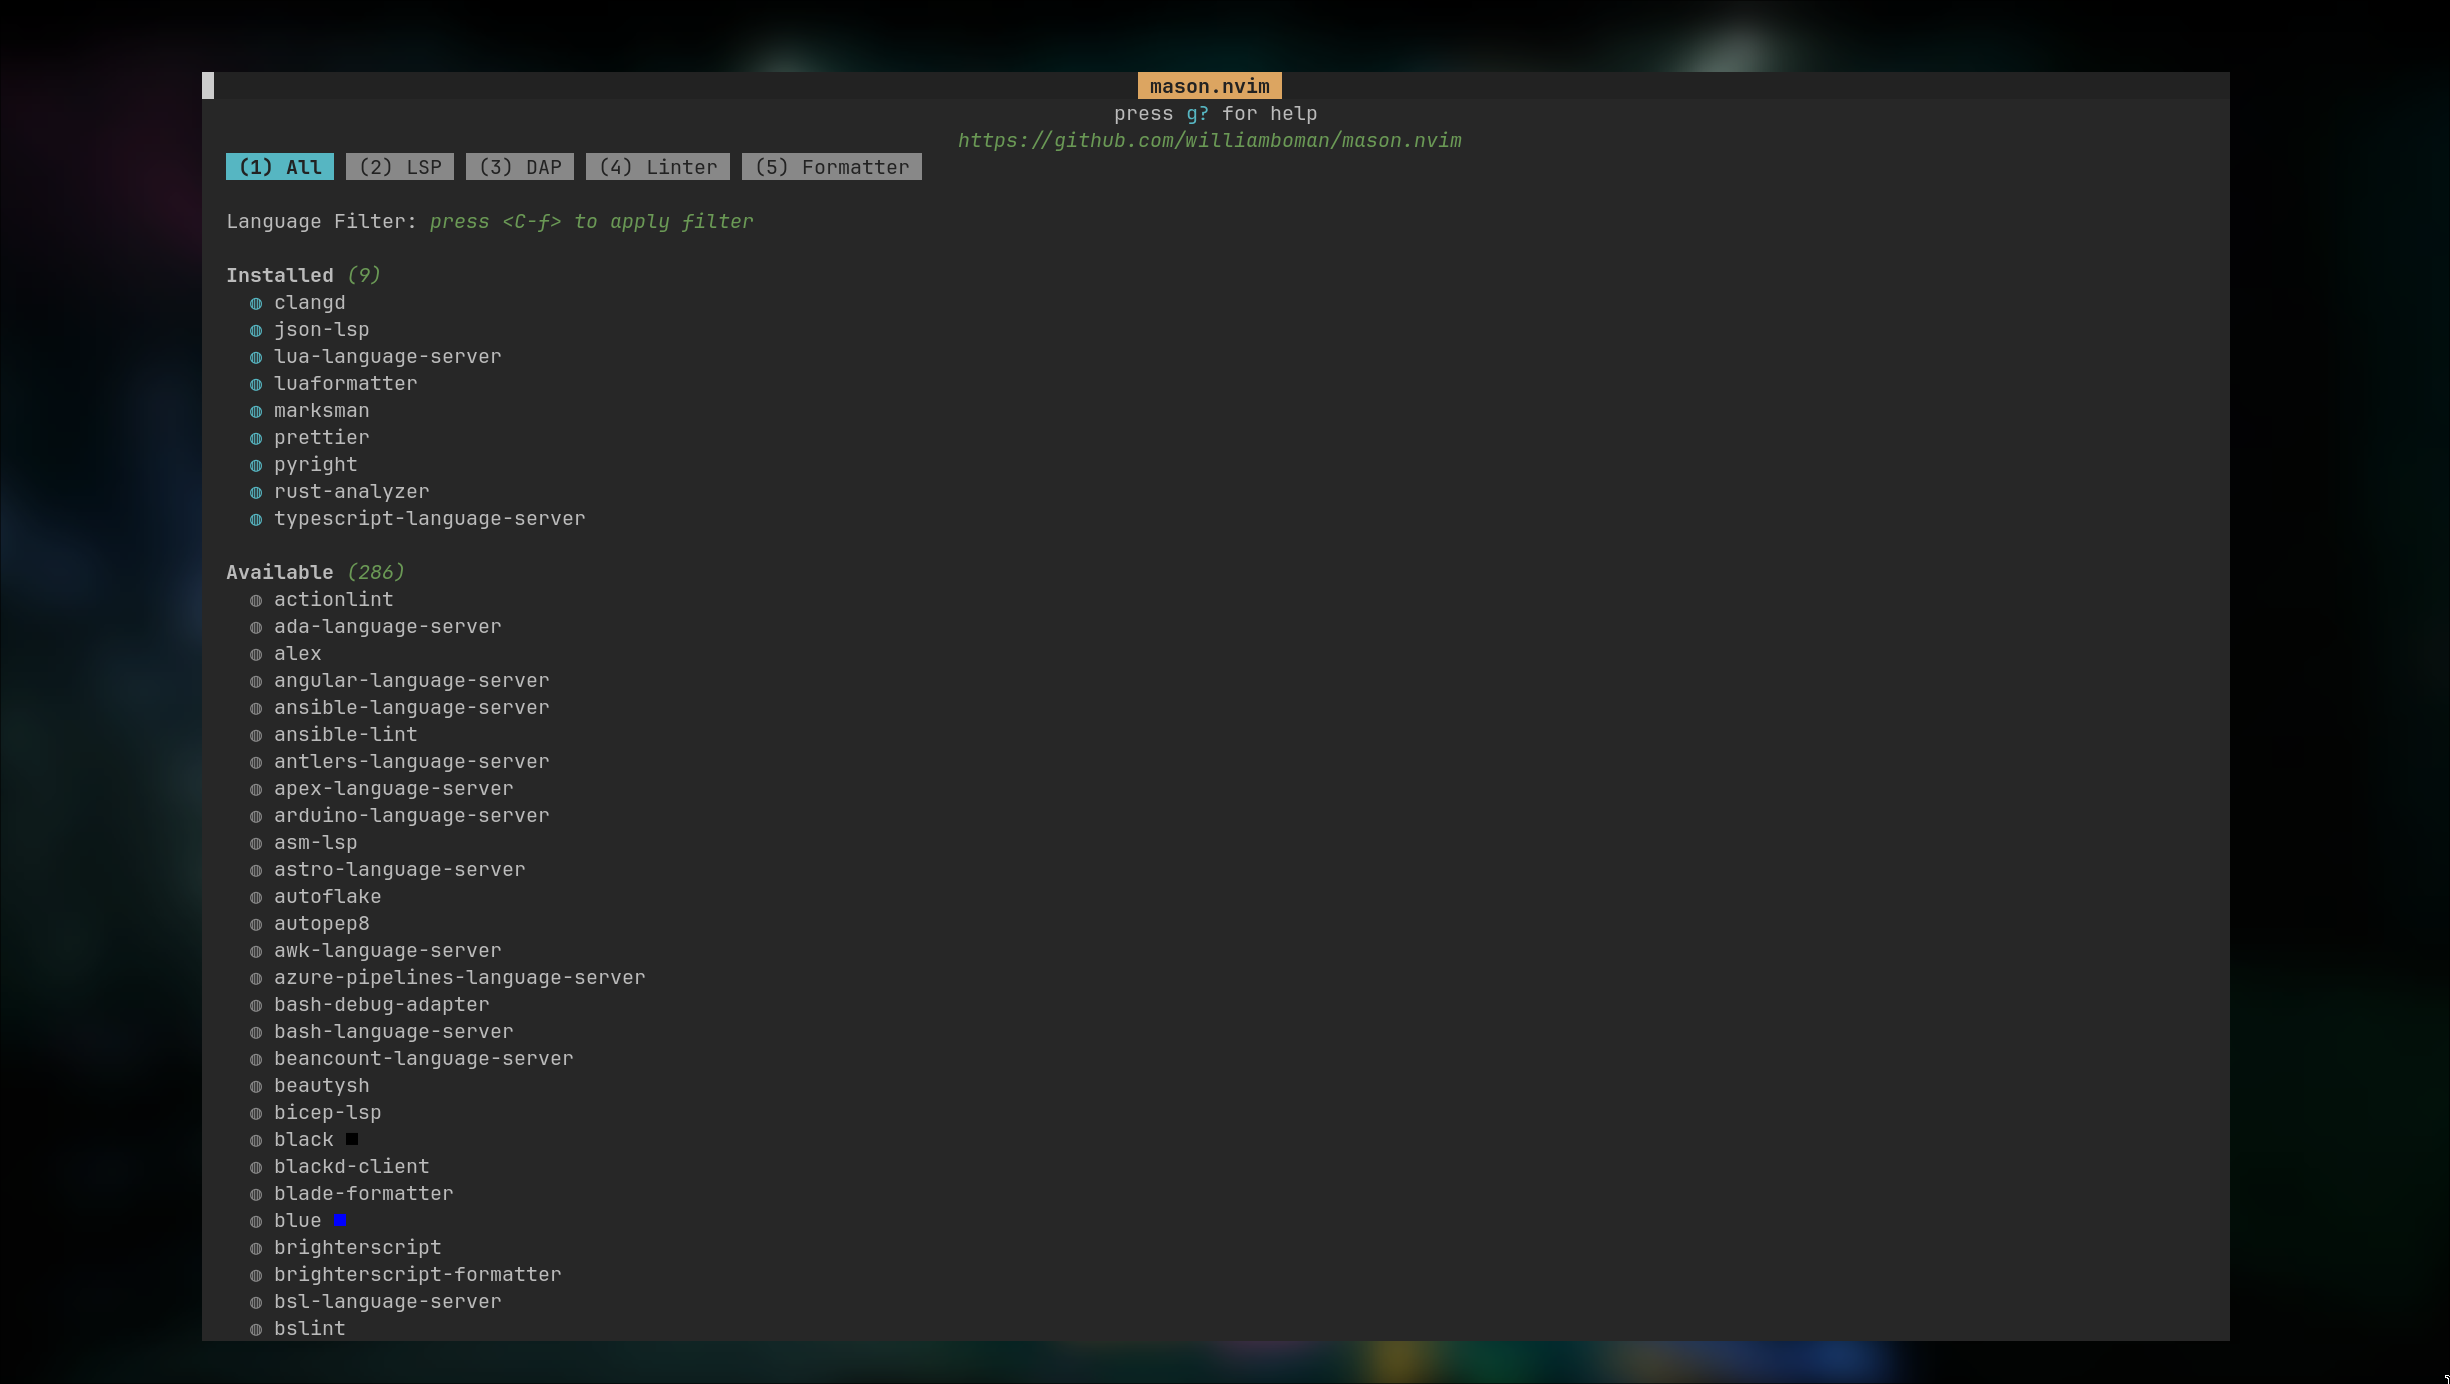 mason.nvim
press g? for help
https://github.com/williamboman/mason.nvim
(1) All (2) LSP (3) DAP (4) Linter (5) Formatter
Language Filter: press <C-f> to apply filter
Installed (9)
◍ clangd
◍ json-lsp
◍ lua-language-server
◍ luaformatter
◍ marksman
◍ prettier
◍ pyright
◍ rust-analyzer
◍ typescript-language-server
Available (286)
◍ actionlint
◍ ada-language-server
◍ alex
◍ angular-language-server
◍ ansible-language-server
◍ ansible-lint
◍ antlers-language-server
◍ apex-language-server
◍ arduino-language-server
◍ asm-lsp
◍ astro-language-server
◍ autoflake
◍ autopep8
◍ awk-language-server
◍ azure-pipelines-language-server
◍ bash-debug-adapter
◍ bash-language-server
◍ beancount-language-server
◍ beautysh
◍ bicep-lsp
◍ black ■
◍ blackd-client
◍ blade-formatter
◍ blue ■
◍ brighterscript
◍ brighterscript-formatter
◍ bsl-language-server
◍ bslint